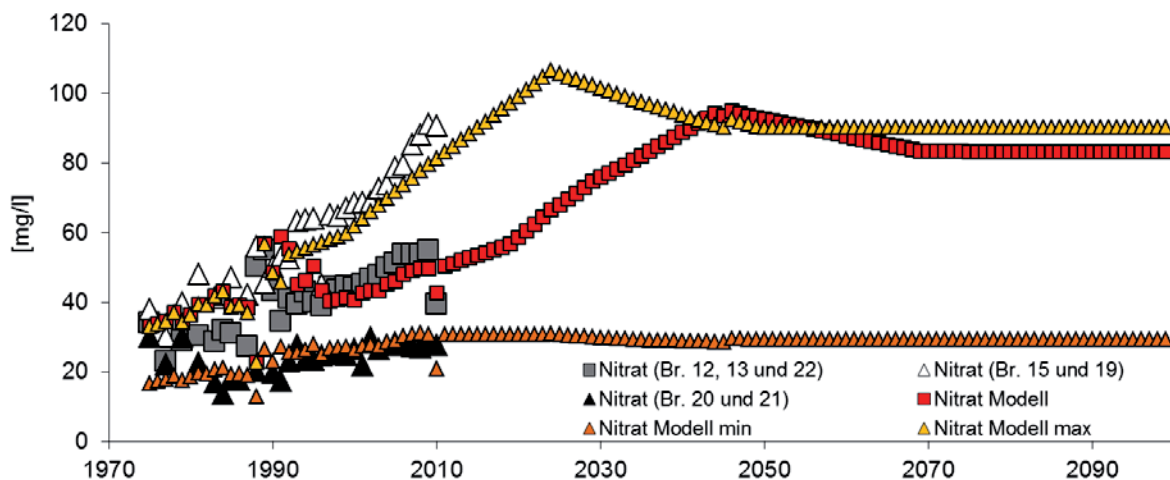 120
100
80
60
40
20
0
[mg/l]
1970
1990
2010
2030
2050
2070
2090
Nitrat (Br. 12, 13 und 22)
Nitrat (Br. 15 und 19)
Nitrat (Br. 20 und 21)
Nitrat Modell
Nitrat Modell min
Nitrat Modell max